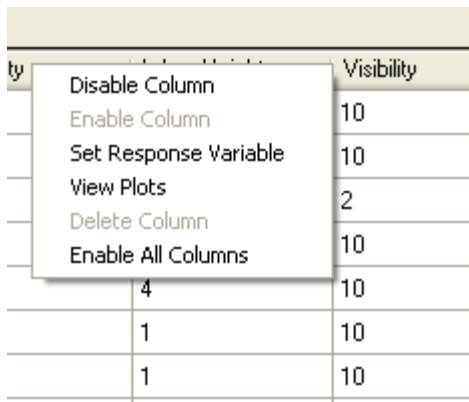 ty Visibility
Disable Column
10
Enable Column
Set Response Variable
10
View Plots
2
Delete Column
10
Enable All Columns
4 10
1 10
1 10